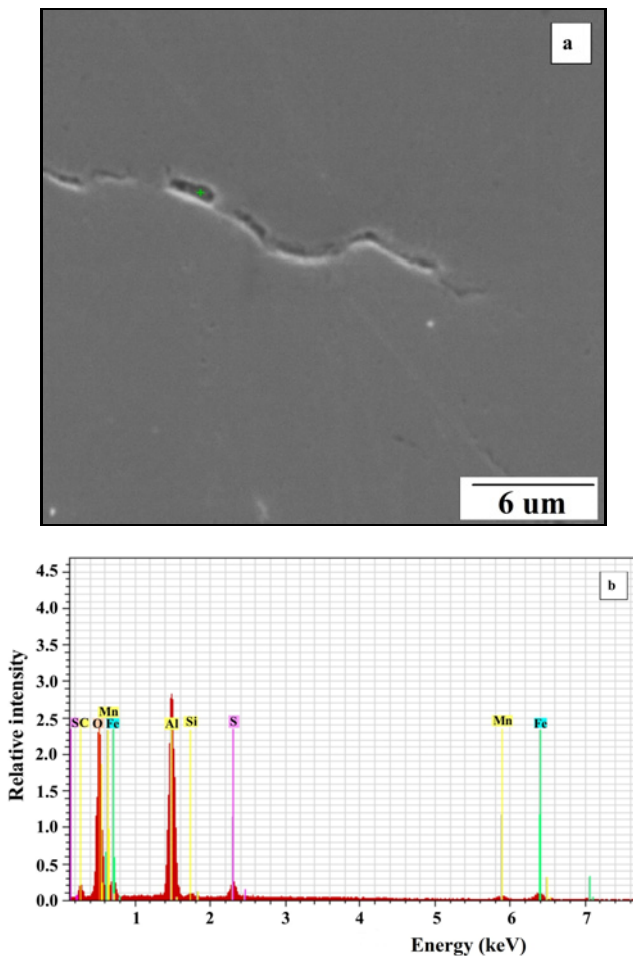 a
6 um
b
4.5
4.0
3.5
3.0
2.5
2.0
1.5
1.0
0.5
0.0
Relative intensity
Mn
S C O Fe Al Si S Mn Fe
1 2 3 4 5 6 7
Energy (keV)